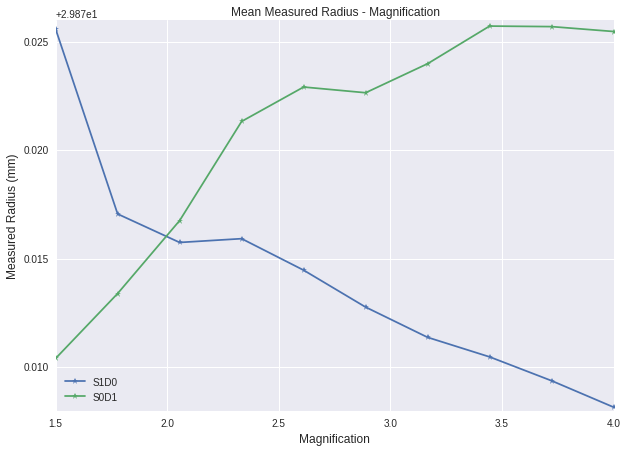 Mean Measured Radius - Magnification
+2.987e1
0.025
0.020
0.015
0.010
Measured Radius (mm)
S1D0
S0D1
1.5 2.0 2.5 3.0 3.5 4.0
Magnification